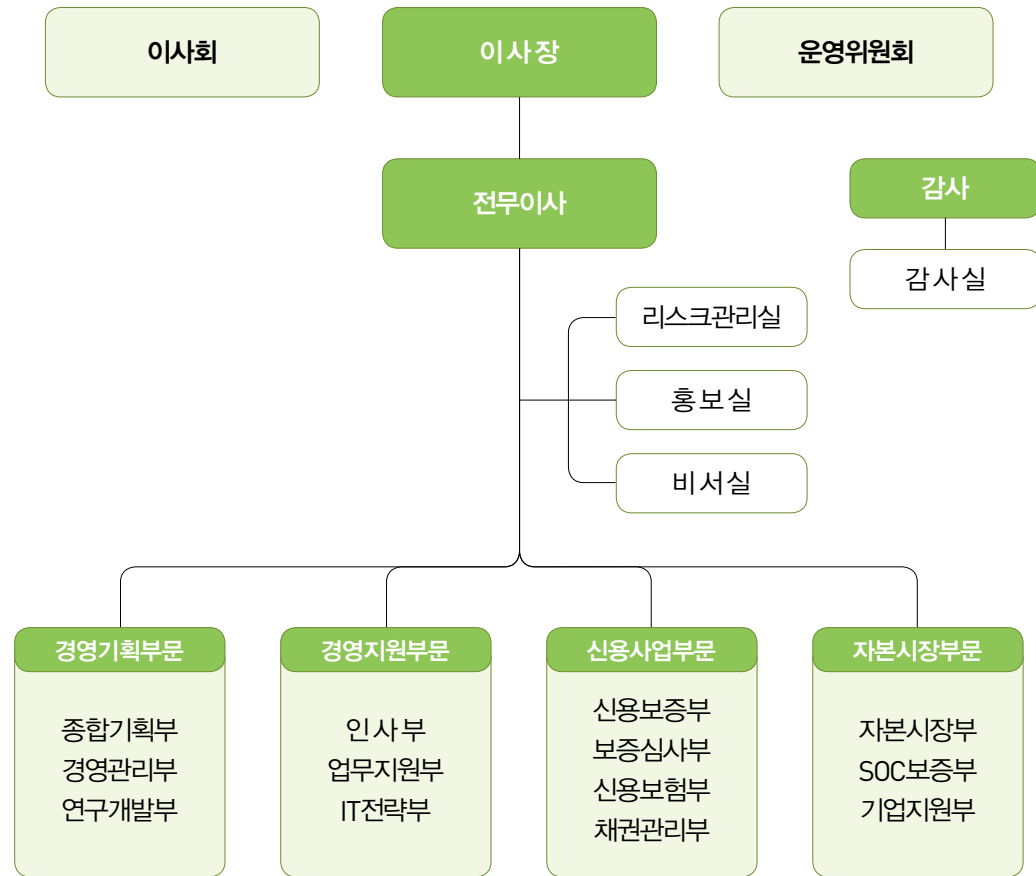 이사회
이사장
운영위원회
전무이사
감사
감사실
리스크관리실
홍보실
비서실
경영기획부문
종합기획부
경영관리부
연구개발부
경영지원부문
인사부
업무지원부
IT전략부
신용사업부문
신용보증부
보증심사부
신용보험부
채권관리부
자본시장부문
자본시장부
SOC보증부
기업지원부